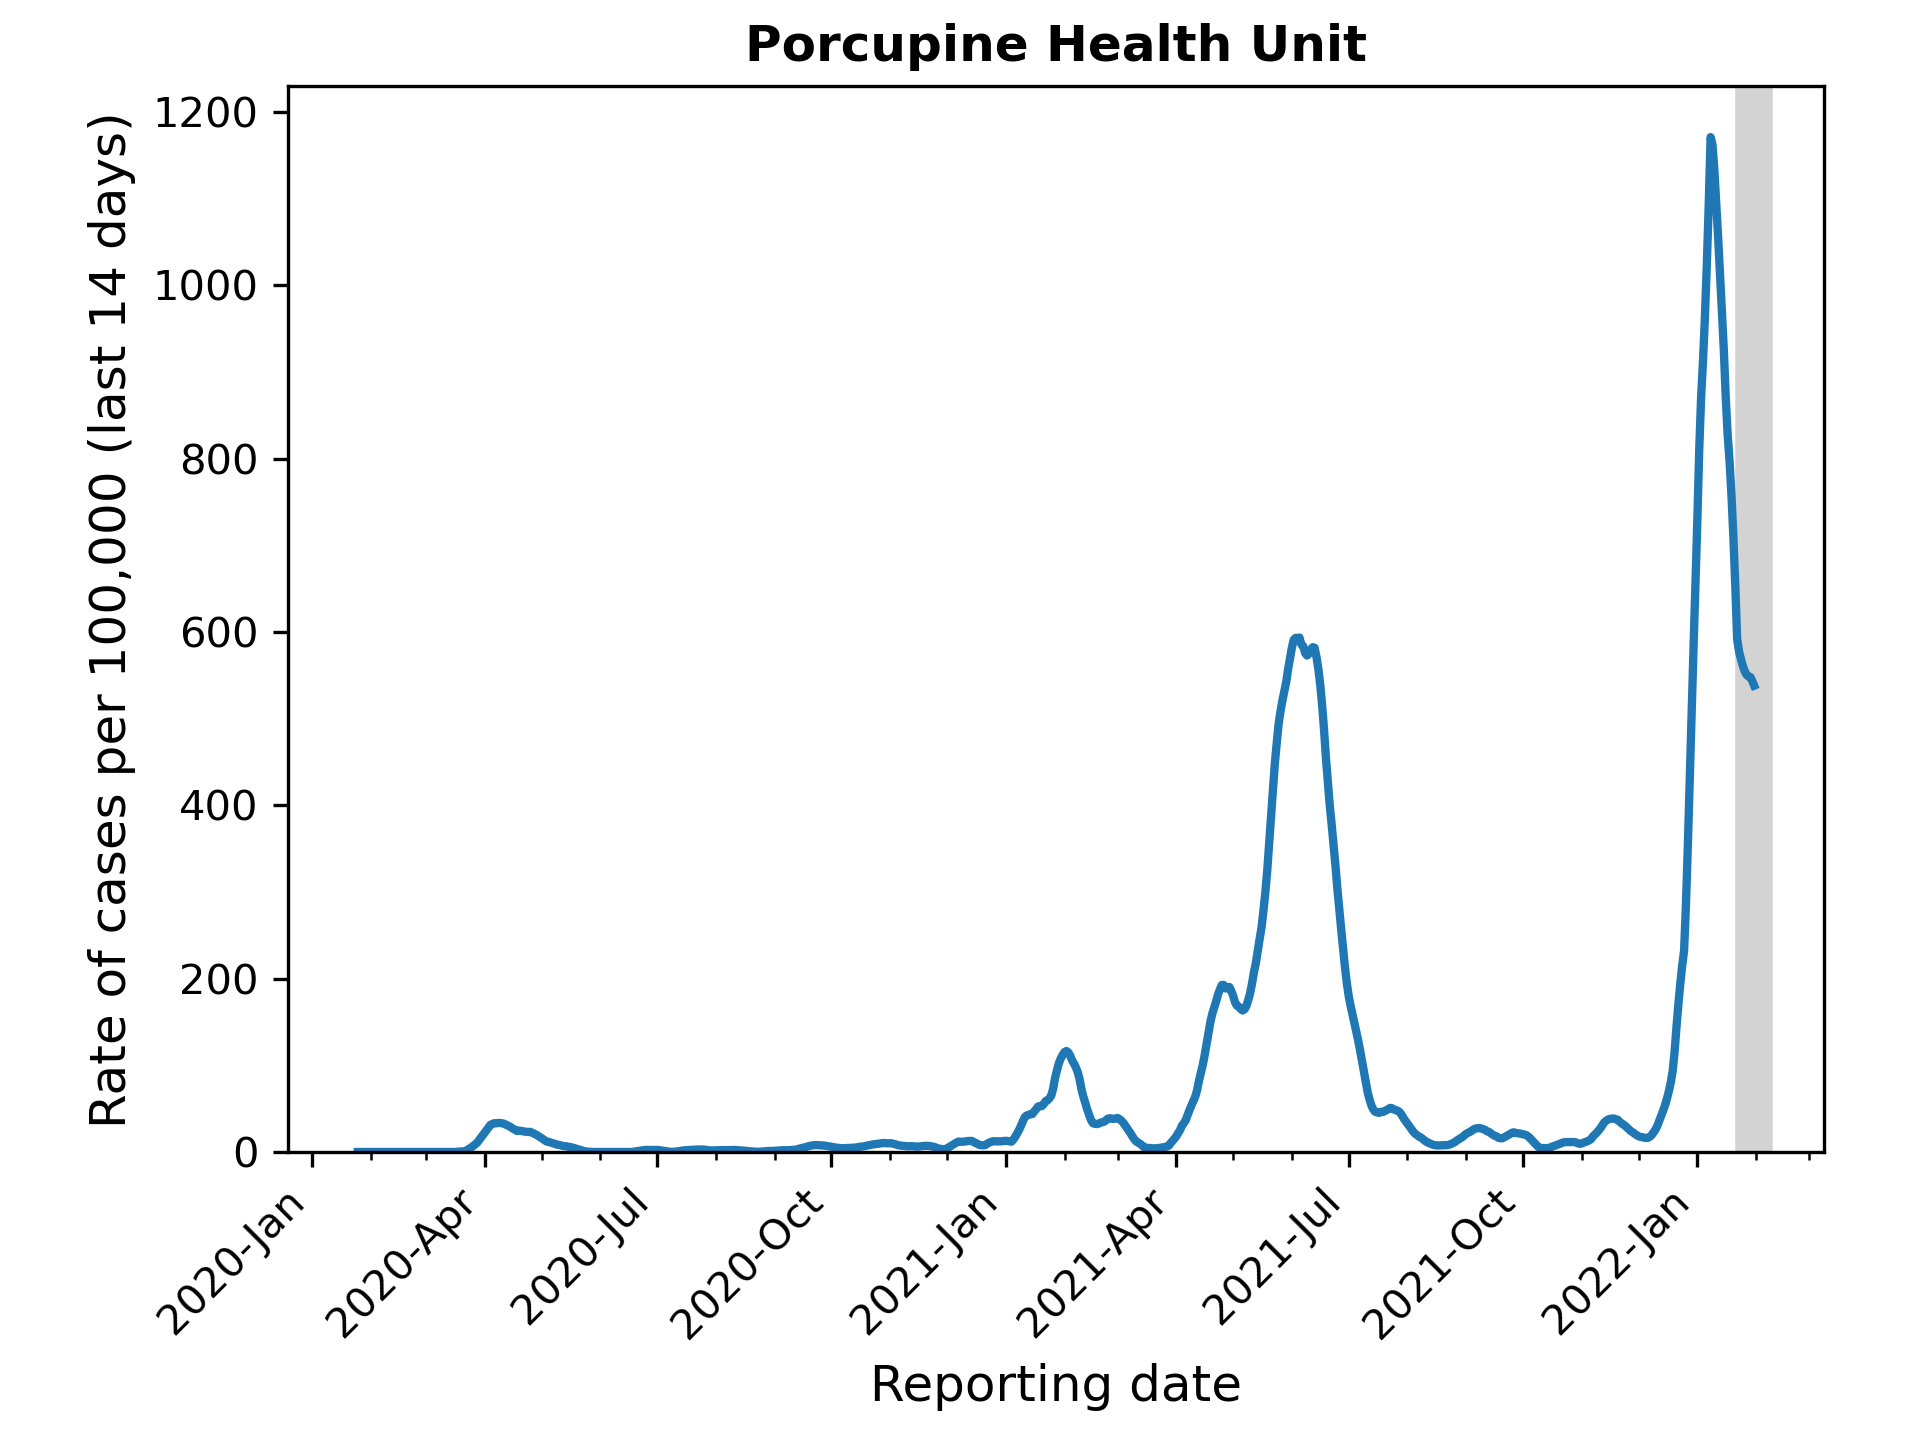 Porcupine Health Unit
Rate of cases per 100,000 (last 14 days)
1200
1000
800
600
400
200
0
2020-Jan
2020-Apr
2020-Jul
2020-Oct
2021-Jan
2021-Apr
2021-Jul
2021-Oct
2022-Jan
Reporting date